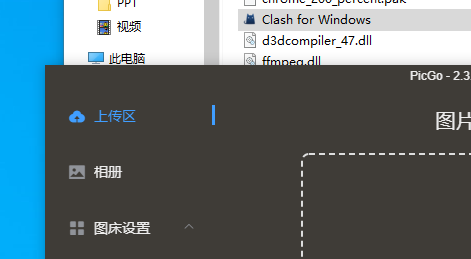 PPT
视频
此电脑
chrome_200_percent.pak
Clash for Windows
d3dcompiler_47.dll
ffmpeg.dll
PicGo - 2.3
上传区
图片
相册
图床设置